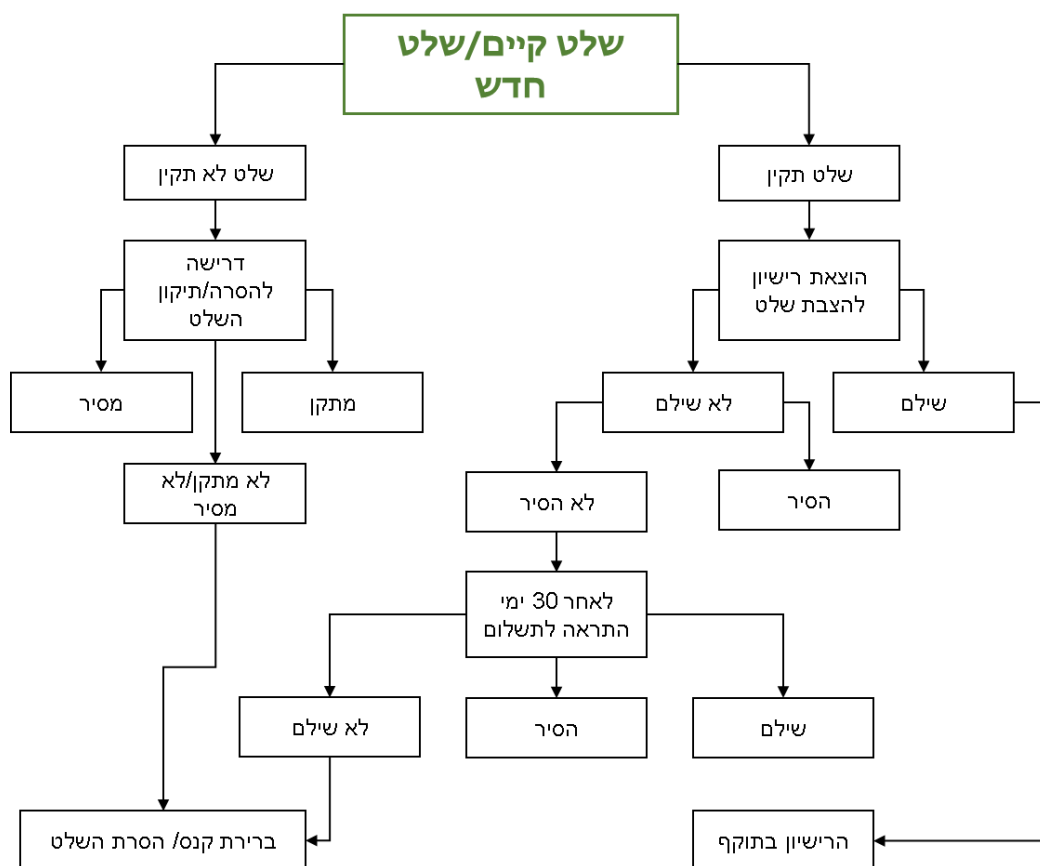 שלט קיים/שלט
חדש
שלט תקין
שלט לא תקין
הוצאת רישיון
להצבת שלט
דרישה
להסרה/תיקון
השלט
שילם
לא שילם
מתקן
מסיר
הסיר
לא הסיר
לא מתקן/לא
מסיר
לאחר 30 ימי
התראה לתשלום
שילם
הסיר
לא שילם
הרישיון בתוקף
ברירת קנס/ הסרת השלט